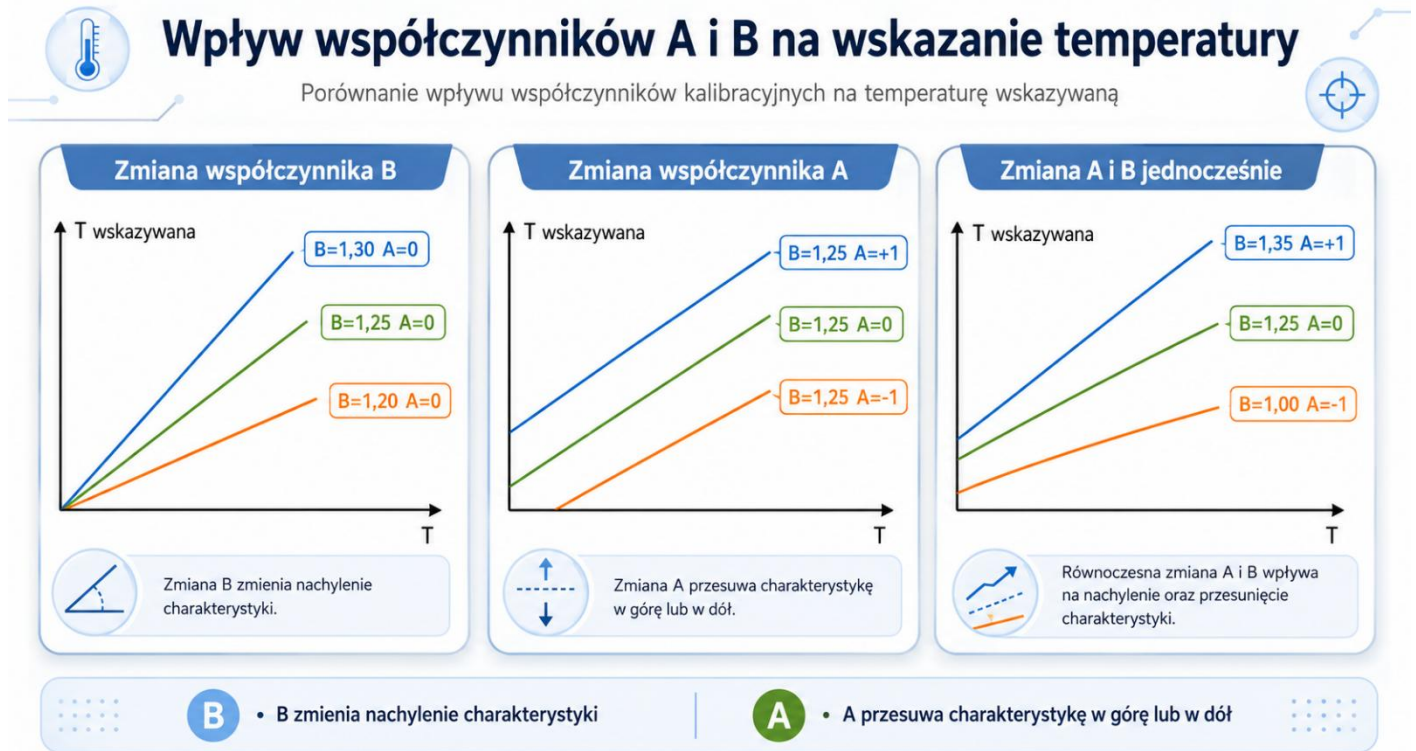 Wpływ współczynników A i B na wskazanie temperatury
Porównanie wpływu współczynników kalibracyjnych na temperaturę wskazywaną
Zmiana współczynnika B
T wskazywana
B=1,30 A=0
B=1,25 A=0
B=1,20 A=0
T
Zmiana B zmienia nachylenie
charakterystyki.
Zmiana współczynnika A
T wskazywana
B=1,25 A=+1
B=1,25 A=0
B=1,25 A=-1
T
Zmiana A przesuwa charakterystykę
w górę lub w dół.
Zmiana A i B jednocześnie
T wskazywana
B=1,35 A=+1
B=1,25 A=0
B=1,00 A=-1
T
Równoczesna zmiana A i B wpływa
na nachylenie oraz przesunięcie
charakterystyki.
B • B zmienia nachylenie charakterystyki
A • A przesuwa charakterystykę w górę lub w dół